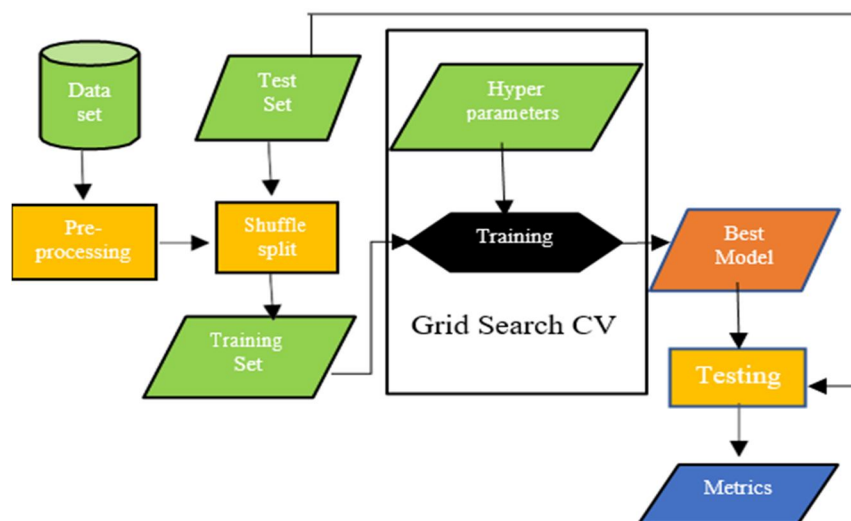 Data
set
Test
Set
Hyper
parameters
Pre-
processing
Shuffle
split
Training
Best
Model
Grid Search CV
Training
Set
Testing
Metrics